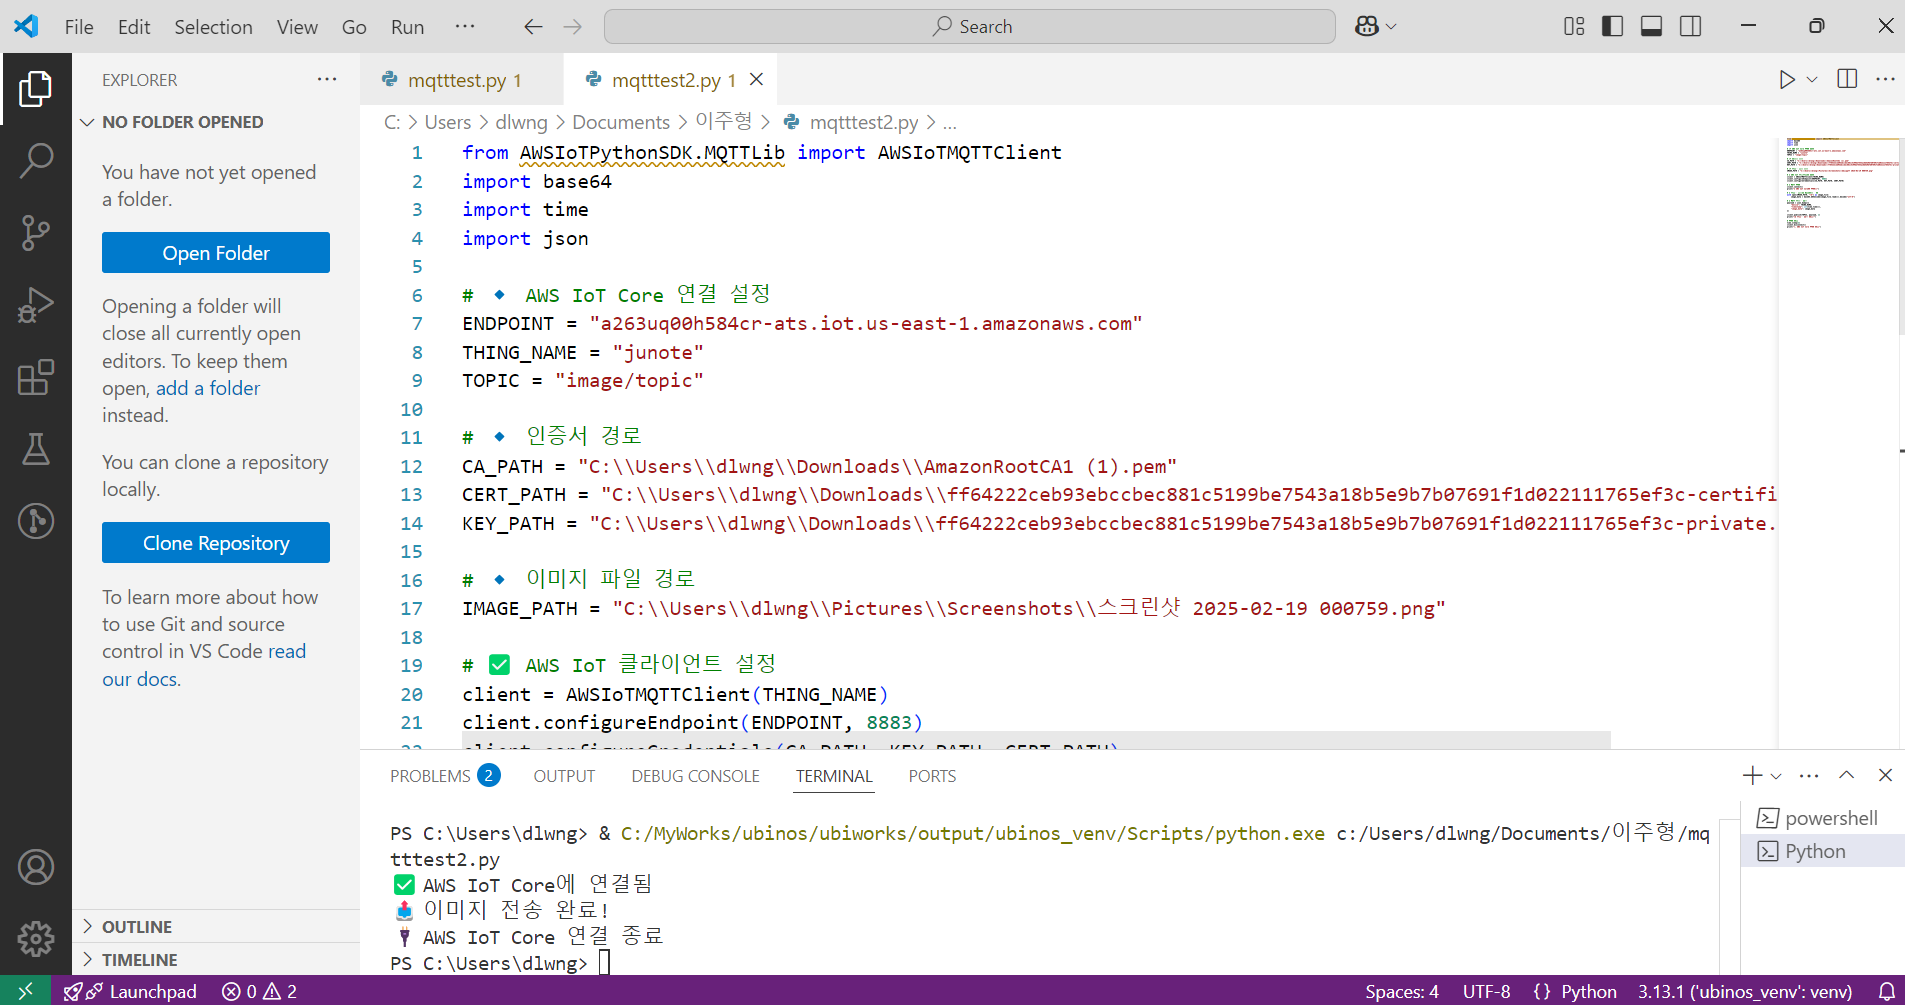 File Edit Selection View Go Run ··· Search
EXPLORER ···
NO FOLDER OPENED
You have not yet opened
a folder.
Open Folder
Opening a folder will
close all currently open
editors. To keep them
open, add a folder
instead.
You can clone a repository
locally.
Clone Repository
To learn more about how
to use Git and source
control in VS Code read
our docs.
OUTLINE
TIMELINE
mqtttest.py 1 mqtttest2.py 1
C: > Users > dlwng > Documents > 이주형 > mqtttest2.py > ...
1 from AWSIoTPythonSDK.MQTTLib import AWSIoTMQTTClient
2 import base64
3 import time
4 import json
5
6 # 🔹 AWS IoT Core 연결 설정
7 ENDPOINT = "a263uq00h584cr-ats.iot.us-east-1.amazonaws.com"
8 THING_NAME = "junote"
9 TOPIC = "image/topic"
10
11 # 🔹 인증서 경로
12 CA_PATH = "C:\\Users\\dlwng\\Downloads\\AmazonRootCA1 (1).pem"
13 CERT_PATH = "C:\\Users\\dlwng\\Downloads\\ff64222ceb93ebccbec881c5199be7543a18b5e9b7b07691f1d022111765ef3c-certifi
14 KEY_PATH = "C:\\Users\\dlwng\\Downloads\\ff64222ceb93ebccbec881c5199be7543a18b5e9b7b07691f1d022111765ef3c-private.
15
16 # 🔹 이미지 파일 경로
17 IMAGE_PATH = "C:\\Users\\dlwng\\Pictures\\Screenshots\\스크린샷 2025-02-19 000759.png"
18
19 # ✅ AWS IoT 클라이언트 설정
20 client = AWSIoTMQTTClient(THING_NAME)
21 client.configureEndpoint(ENDPOINT, 8883)
22 client.configureCredentials(CA_PATH, KEY_PATH, CERT_PATH)
PROBLEMS 2 OUTPUT DEBUG CONSOLE TERMINAL PORTS
PS C:\Users\dlwng> & C:/MyWorks/ubinos/ubiworks/output/ubinos_venv/Scripts/python.exe c:/Users/dlwng/Documents/이주형/mq
tttest2.py
✅ AWS IoT Core에 연결됨
📤 이미지 전송 완료!
🔌 AWS IoT Core 연결 종료
PS C:\Users\dlwng>
powershell
Python
Launchpad 0 2 Spaces: 4 UTF-8 {} Python 3.13.1 ('ubinos_venv': venv)